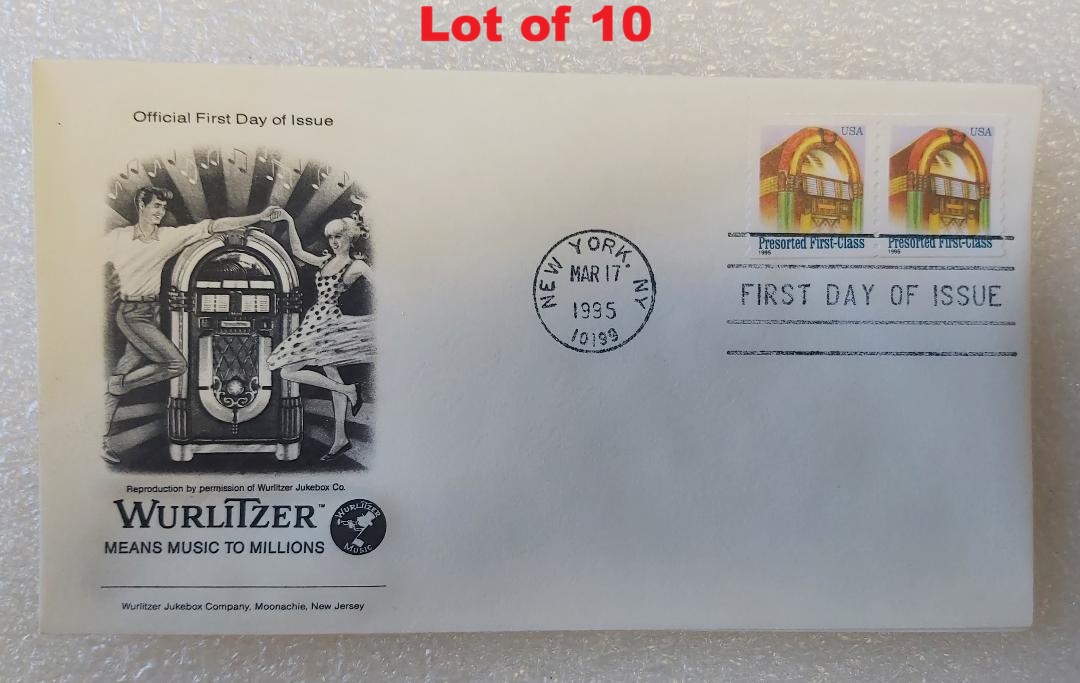 Lot of 10
Official First Day of Issue
USA
USA
Presorted First-Class
Presorted First-Class
1995
1995
NEW YORK, NY
MAR 17
1995
10199
FIRST DAY OF ISSUE
Reproduction by permission of Wurlitzer Jukebox Co.
WURLITZER™
WURLITZER
MUSIC
MEANS MUSIC TO MILLIONS
Wurlitzer Jukebox Company, Moonachie, New Jersey